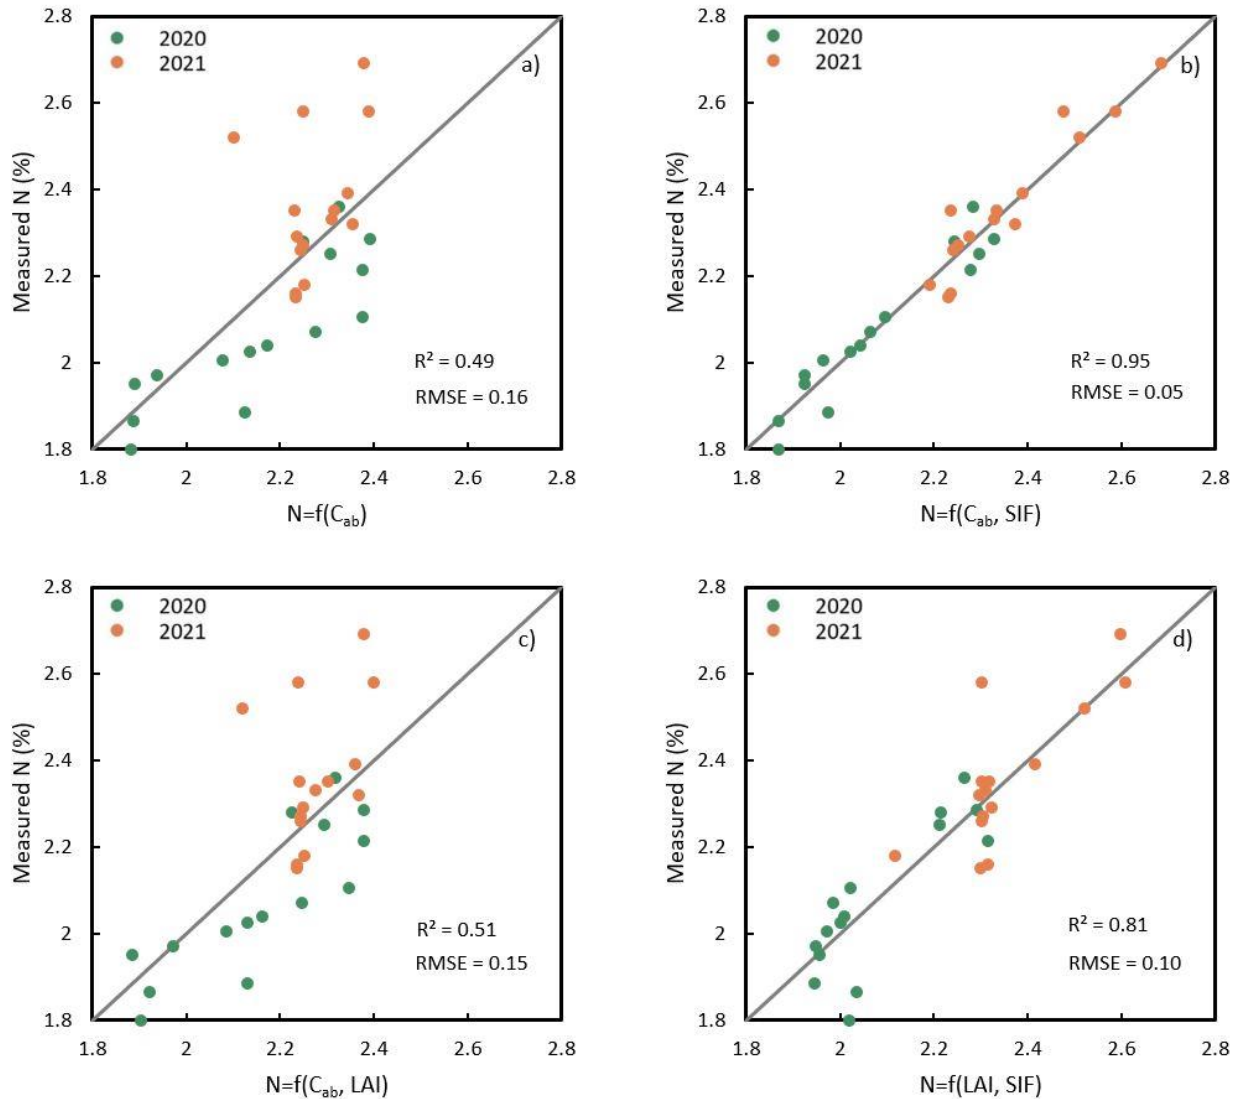 2.8
2.6
2.4
2.2
2
1.8
Measured N (%)
2020
2021
a)
R² = 0.49
RMSE = 0.16
1.8 2 2.2 2.4 2.6 2.8
N=f(Cab)
2.8
2.6
2.4
2.2
2
1.8
Measured N (%)
2020
2021
b)
R² = 0.95
RMSE = 0.05
1.8 2 2.2 2.4 2.6 2.8
N=f(Cab, SIF)
2.8
2.6
2.4
2.2
2
1.8
Measured N (%)
2020
2021
c)
R² = 0.51
RMSE = 0.15
1.8 2 2.2 2.4 2.6 2.8
N=f(Cab, LAI)
2.8
2.6
2.4
2.2
2
1.8
Measured N (%)
2020
2021
d)
R² = 0.81
RMSE = 0.10
1.8 2 2.2 2.4 2.6 2.8
N=f(LAI, SIF)